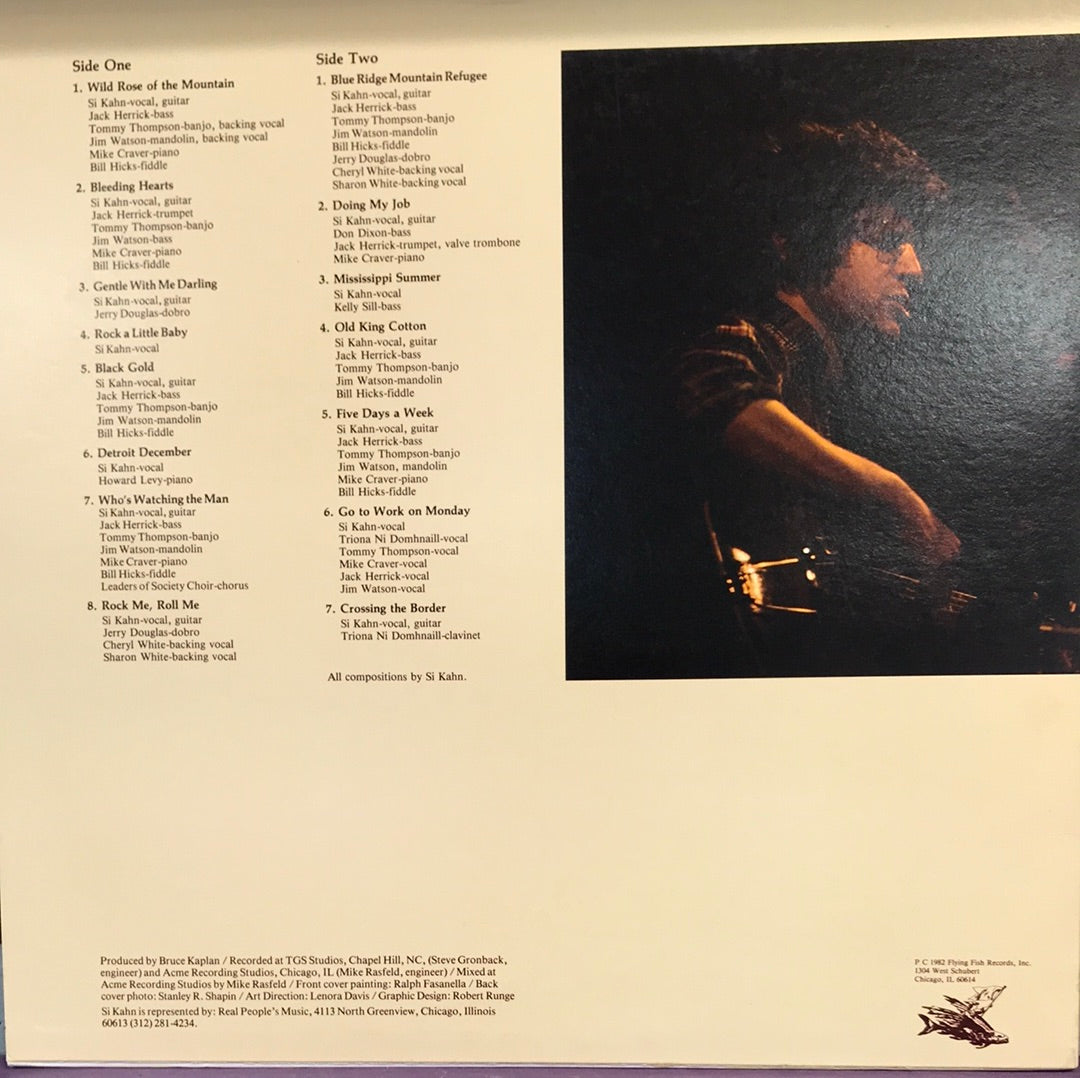 Side One
1. Wild Rose of the Mountain
Si Kahn-vocal, guitar
Jack Herrick-bass
Tommy Thompson-banjo, backing vocal
Jim Watson-mandolin, backing vocal
Mike Craver-piano
Bill Hicks-fiddle
2. Bleeding Hearts
Si Kahn-vocal, guitar
Jack Herrick-trumpet
Tommy Thompson-banjo
Jim Watson-bass
Mike Craver-piano
Bill Hicks-fiddle
3. Gentle With Me Darling
Si Kahn-vocal, guitar
Jerry Douglas-dobro
4. Rock a Little Baby
Si Kahn-vocal
5. Black Gold
Si Kahn-vocal, guitar
Jack Herrick-bass
Tommy Thompson-banjo
Jim Watson-mandolin
Bill Hicks-fiddle
6. Detroit December
Si Kahn-vocal
Howard Levy-piano
7. Who's Watching the Man
Si Kahn-vocal, guitar
Jack Herrick-bass
Tommy Thompson-banjo
Jim Watson-mandolin
Mike Craver-piano
Bill Hicks-fiddle
Leaders of Society Choir-chorus
8. Rock Me, Roll Me
Si Kahn-vocal, guitar
Jerry Douglas-dobro
Cheryl White-backing vocal
Sharon White-backing vocal
Side Two
1. Blue Ridge Mountain Refugee
Si Kahn-vocal, guitar
Jack Herrick-bass
Tommy Thompson-banjo
Jim Watson-mandolin
Bill Hicks-fiddle
Jerry Douglas-dobro
Cheryl White-backing vocal
Sharon White-backing vocal
2. Doing My Job
Si Kahn-vocal, guitar
Don Dixon-bass
Jack Herrick-trumpet, valve trombone
Mike Craver-piano
3. Mississippi Summer
Si Kahn-vocal
Kelly Sill-bass
4. Old King Cotton
Si Kahn-vocal, guitar
Jack Herrick-bass
Tommy Thompson-banjo
Jim Watson-mandolin
Bill Hicks-fiddle
5. Five Days a Week
Si Kahn-vocal, guitar
Jack Herrick-bass
Tommy Thompson-banjo
Jim Watson, mandolin
Mike Craver-piano
Bill Hicks-fiddle
6. Go to Work on Monday
Si Kahn-vocal
Triona Ni Domhnaill-vocal
Tommy Thompson-vocal
Mike Craver-vocal
Jack Herrick-vocal
Jim Watson-vocal
7. Crossing the Border
Si Kahn-vocal, guitar
Triona Ni Domhnaill-clavinet
All compositions by Si Kahn.
Produced by Bruce Kaplan / Recorded at TGS Studios, Chapel Hill, NC, (Steve Gronback,
engineer) and Acme Recording Studios, Chicago, IL (Mike Rasfeld, engineer) / Mixed at
Acme Recording Studios by Mike Rasfeld / Front cover painting: Ralph Fasanella / Back
cover photo: Stanley R. Shapin / Art Direction: Lenora Davis / Graphic Design: Robert Runge
Si Kahn is represented by: Real People's Music, 4113 North Greenview, Chicago, Illinois
60613 (312) 281-4234.
P C 1982 Flying Fish Records, Inc.
1304 West Schubert
Chicago, IL 60614